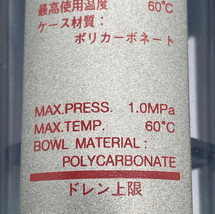 最高使用温度 60℃
ケース材質：
ポリカーボネート
MAX.PRESS. 1.0MPa
MAX.TEMP. 60℃
BOWL MATERIAL :
POLYCARBONATE
ドレン上限